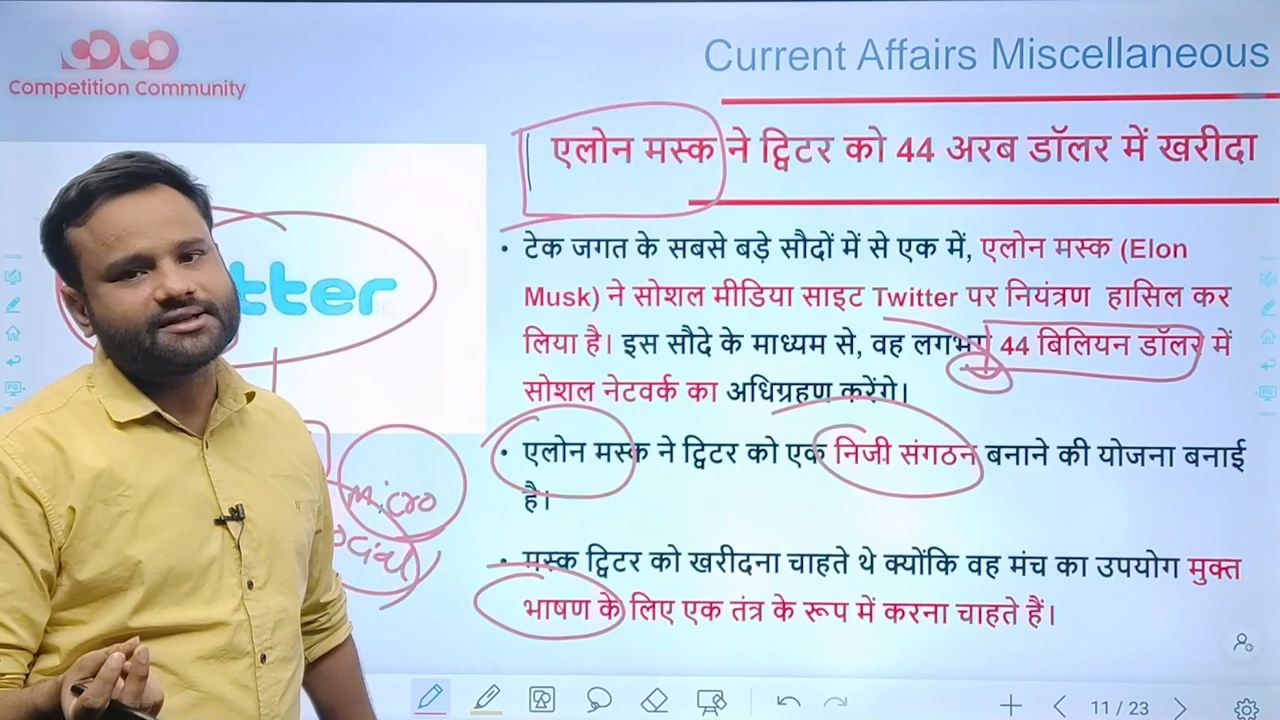 Competition Community
Current Affairs Miscellaneous
एलोन मस्क ने ट्विटर को 44 अरब डॉलर में खरीदा
tter
• टेक जगत के सबसे बड़े सौदों में से एक में, एलोन मस्क (Elon
Musk) ने सोशल मीडिया साइट Twitter पर नियंत्रण हासिल कर
लिया है। इस सौदे के माध्यम से, वह लगभग 44 बिलियन डॉलर में
सोशल नेटवर्क का अधिग्रहण करेंगे।
• एलोन मस्क ने ट्विटर को एक निजी संगठन बनाने की योजना बनाई
है।
micro
• मस्क ट्विटर को खरीदना चाहते थे क्योंकि वह मंच का उपयोग मुक्त
भाषण के लिए एक तंत्र के रूप में करना चाहते हैं।
11 / 23